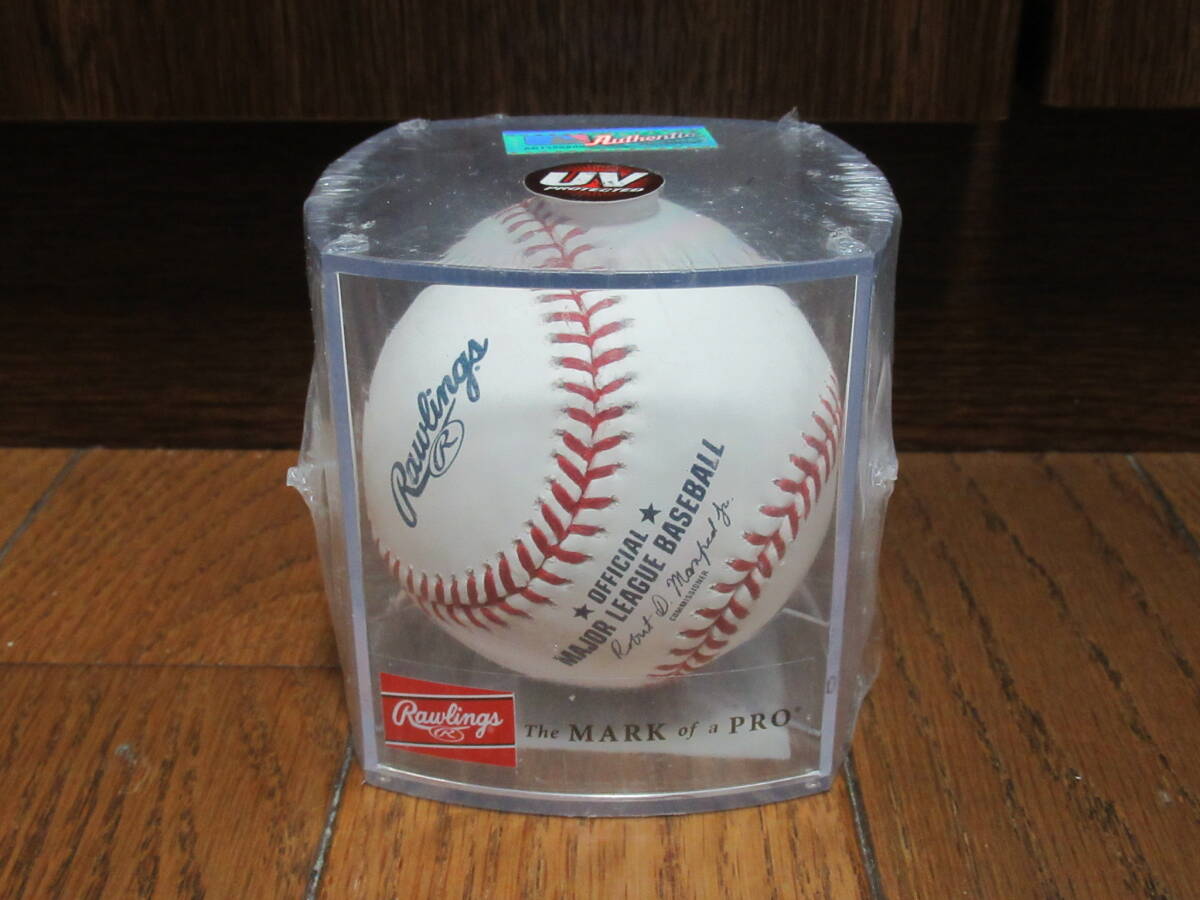 Authentic
UV
PROTECTED
Rawlings
R
★ OFFICIAL ★
MAJOR LEAGUE BASEBALL
Robert D Manfred Jr.
COMMISSIONER
Rawlings
R
The MARK of a PRO®